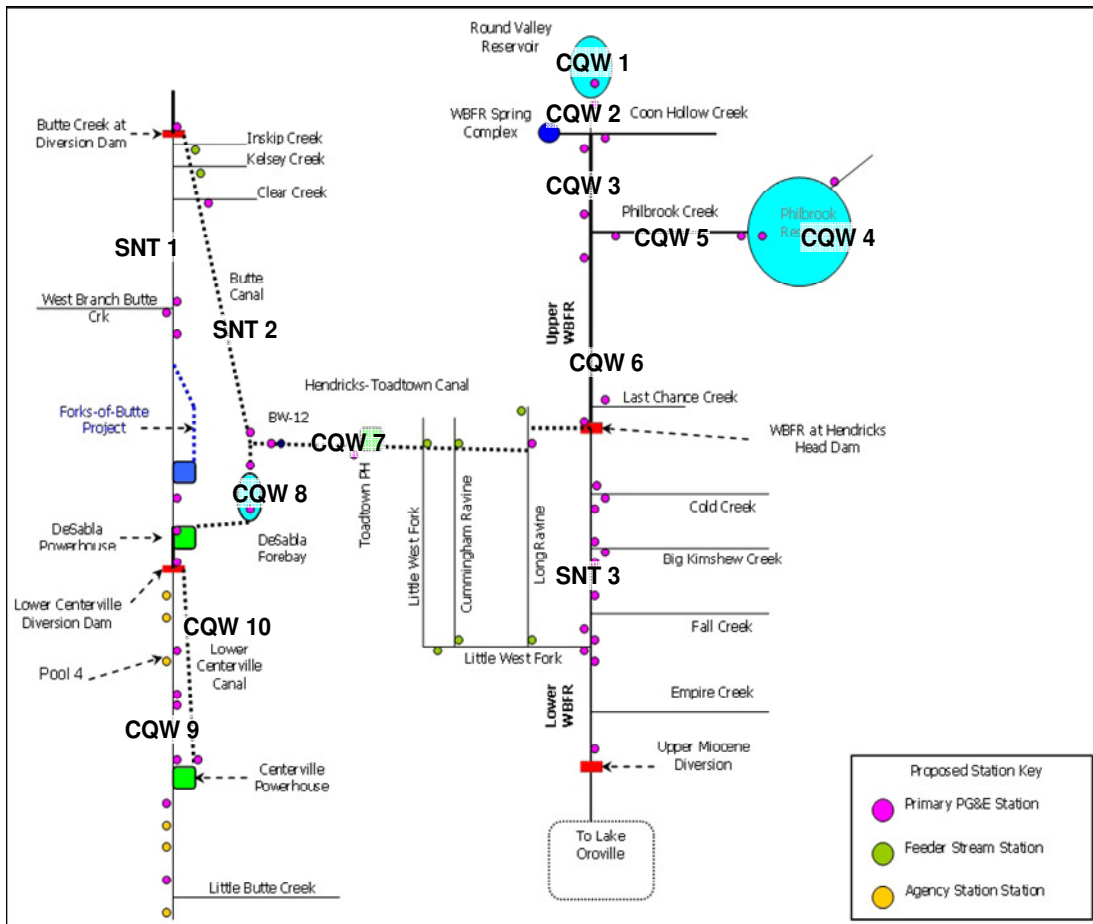 Round Valley
Reservoir
CQW 1
CQW 2
WBFR Spring
Complex
Coon Hollow Creek
Butte Creek at
Diversion Dam
Inskip Creek
Kelsey Creek
Clear Creek
CQW 3
Philbrook Creek
CQW 5
Philbrook
CQW 4
SNT 1
Butte
Canal
West Branch Butte
Crk
SNT 2
Upper
WBFR
CQW 6
Hendricks-Toadtown Canal
Last Chance Creek
Forks-of-Butte
Project
BW-12
CQW 7
WBFR at Hendricks
Head Dam
CQW 8
Toadtown PH
Little West Fork
Cummingham Ravine
Long Ravine
Cold Creek
DeSabla
Powerhouse
DeSabla
Forebay
Big Kimshew Creek
SNT 3
Lower Centerville
Diversion Dam
CQW 10
Fall Creek
Lower
Centerville
Canal
Little West Fork
Pool 4
Lower
WBFR
Empire Creek
CQW 9
Centerville
Powerhouse
Upper Miocene
Diversion
To Lake
Oroville
Little Butte Creek
Proposed Station Key
Primary PG&E Station
Feeder Stream Station
Agency Station Station